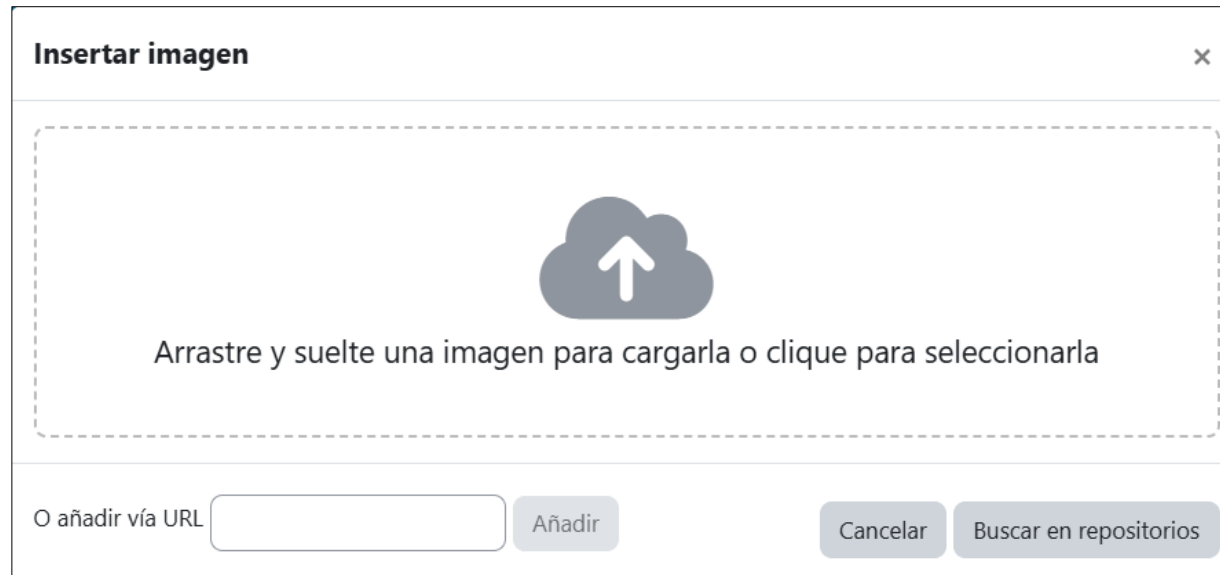 Insertar imagen
Arrastre y suelte una imagen para cargarla o clique para seleccionarla
O añadir vía URL Añadir Cancelar Buscar en repositorios